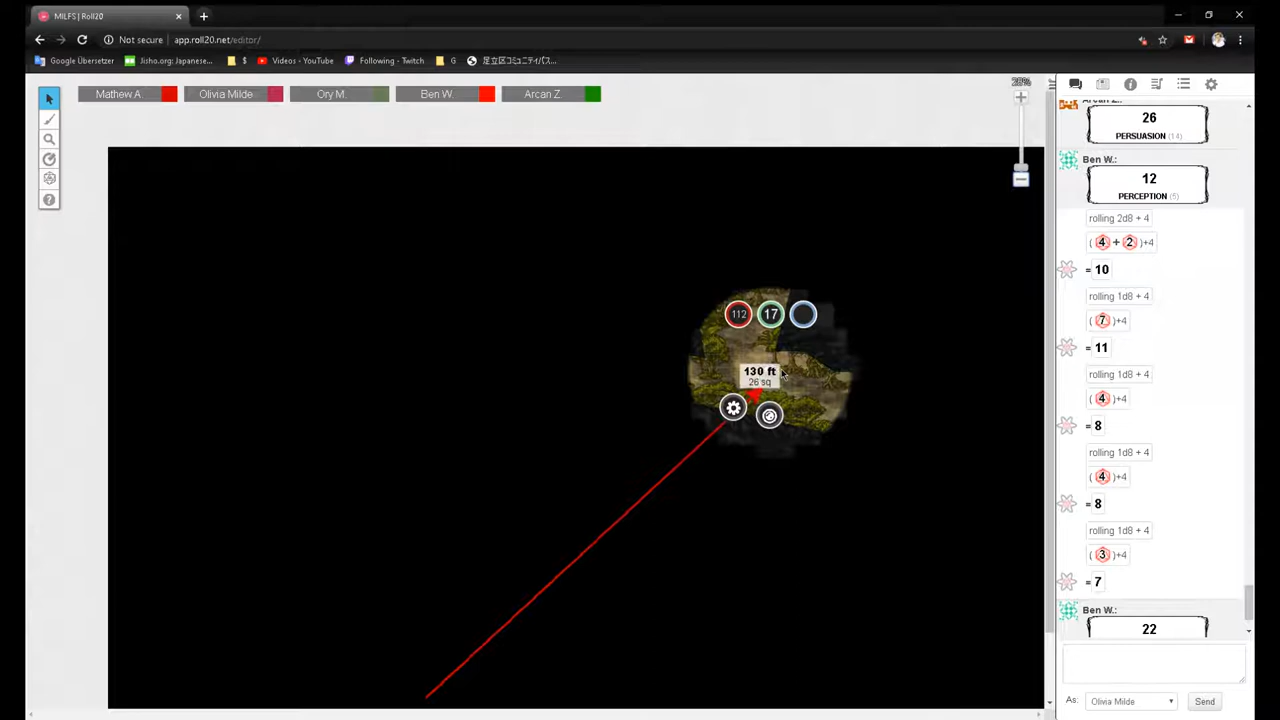 MILFS | Roll20
Not secure app.roll20.net/editor/
Google Übersetzer Jisho.org: Japanese... $ Videos - YouTube Following - Twitch G 足立区コミュニティバス...
Mathew A. Olivia Milde Ory M. Ben W. Arcan Z.
28%
26
PERSUASION (14)
Ben W.:
12
PERCEPTION (5)
rolling 2d8 + 4
(4 + 2)+4
= 10
rolling 1d8 + 4
(7)+4
= 11
rolling 1d8 + 4
(4)+4
= 8
rolling 1d8 + 4
(4)+4
= 8
rolling 1d8 + 4
(3)+4
= 7
Ben W.:
22
112 17
130 ft
26 sq
As: Olivia Milde Send